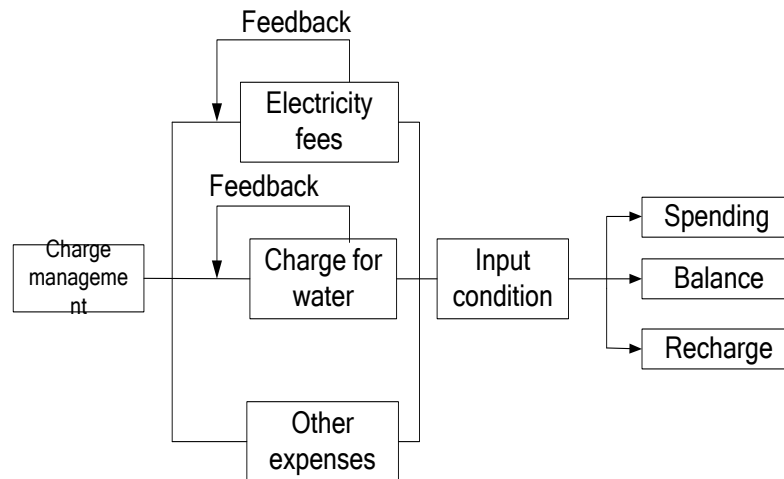 Feedback
Electricity
fees
Feedback
Charge
manageme
nt
Charge for
water
Input
condition
Spending
Balance
Recharge
Other
expenses